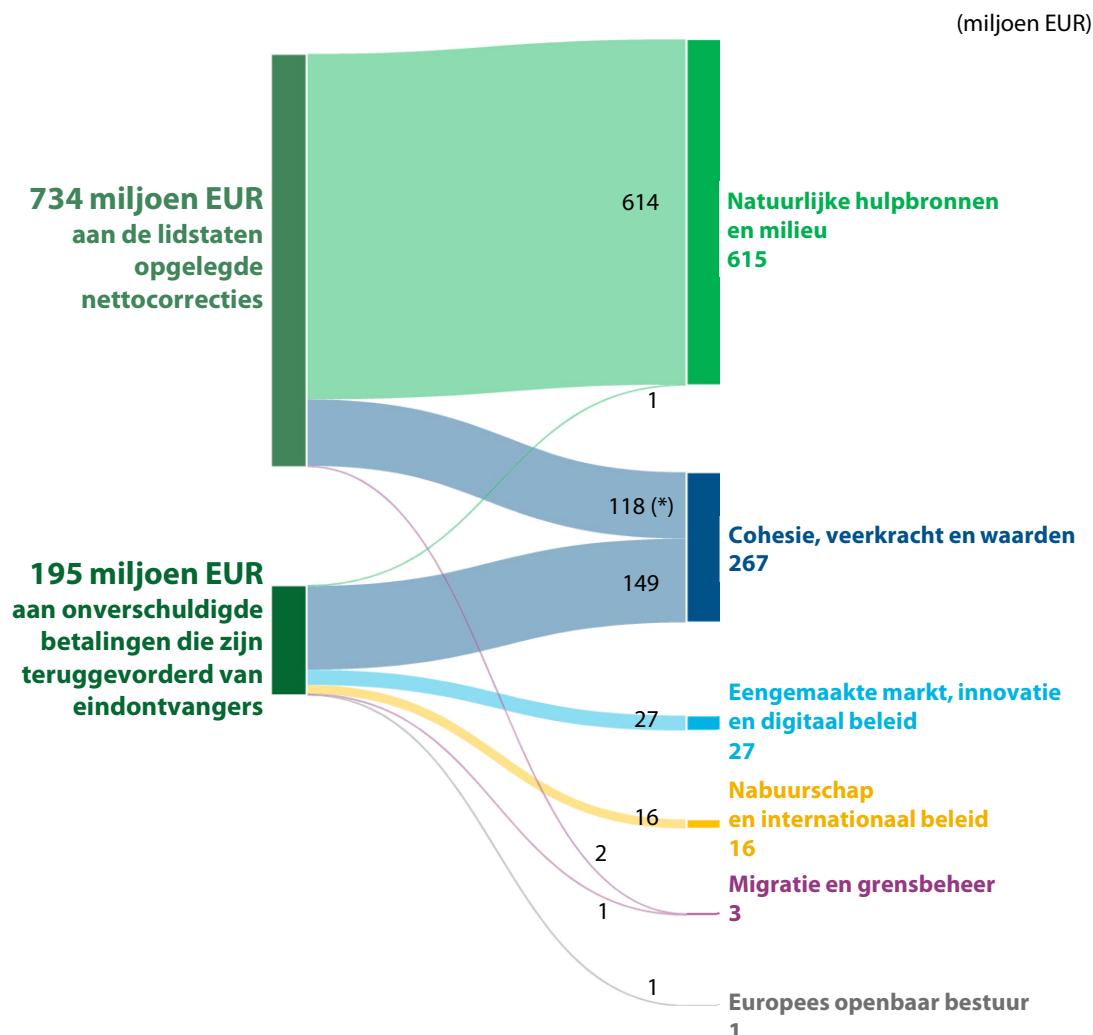 (miljoen EUR)
734 miljoen EUR
aan de lidstaten
opgelegde
nettocorrecties
614
Natuurlijke hulpbronnen
en milieu
615
1
118 (*)
Cohesie, veerkracht en waarden
267
195 miljoen EUR
aan onverschuldigde
betalingen die zijn
teruggevorderd van
eindontvangers
149
27
Eengemaakte markt, innovatie
en digitaal beleid
27
16
Nabuurschap
en internationaal beleid
16
2
1
Migratie en grensbeheer
3
1
Europees openbaar bestuur
1